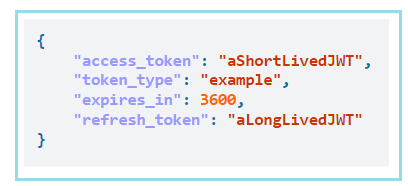 {
"access_token": "aShortLivedJWT",
"token_type": "example",
"expires_in": 3600,
"refresh_token": "aLongLivedJWT"
}